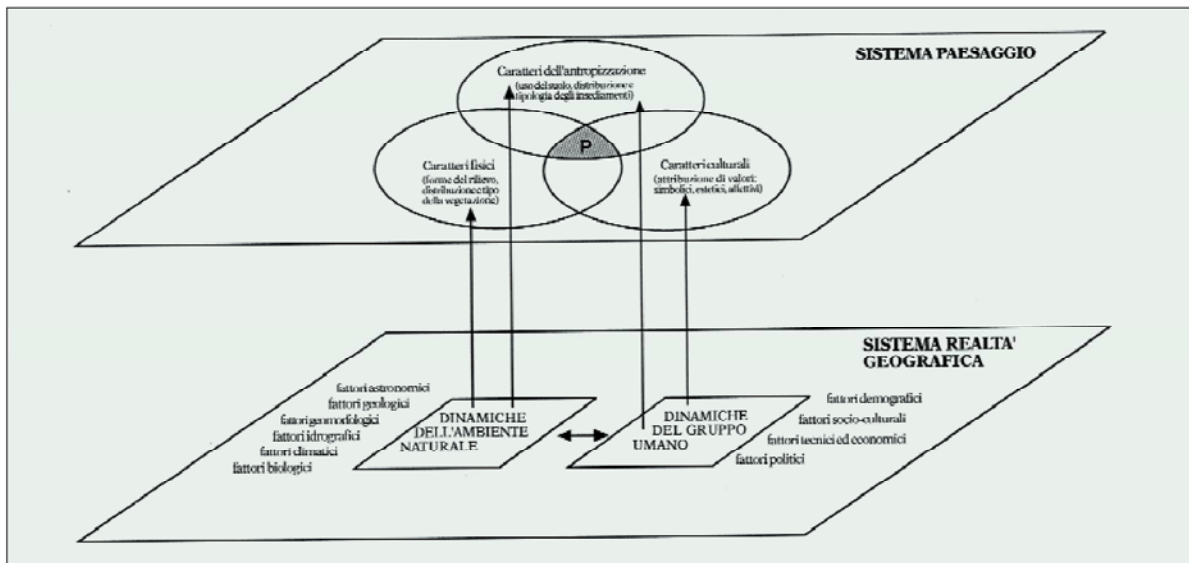 SISTEMA PAESAGGIO
Caratteri dell'antropizzazione
(uso del suolo, distribuzione e
tipologia degli insediamenti)
P
Caratteri fisici
(forme del rilievo,
distribuzione e tipo
della vegetazione)
Caratteri culturali
(attribuzione di valori:
simbolici, estetici, affettivi)
SISTEMA REALTA'
GEOGRAFICA
fattori astronomici
fattori geologici
fattori geomorfologici
fattori idrografici
fattori climatici
fattori biologici
DINAMICHE
DELL'AMBIENTE
NATURALE
DINAMICHE
DEL GRUPPO
UMANO
fattori demografici
fattori socio-culturali
fattori tecnici ed economici
fattori politici